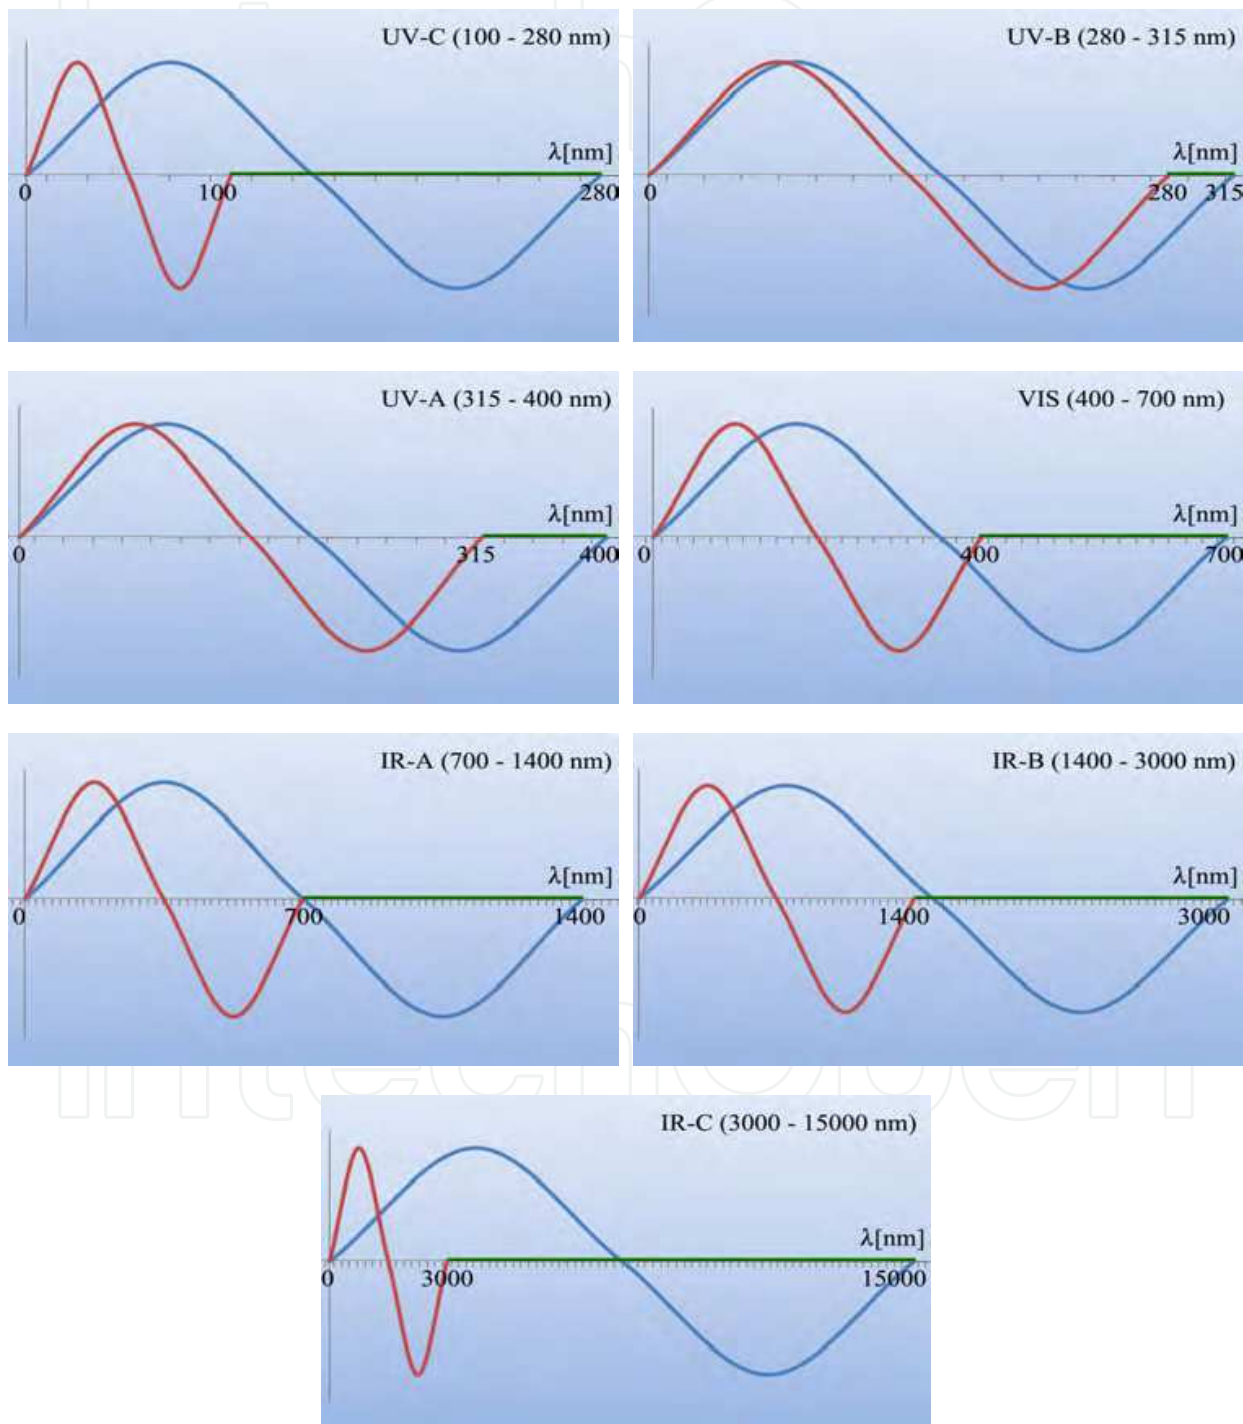 UV-C (100 - 280 nm)
λ[nm]
0 100 280
UV-B (280 - 315 nm)
λ[nm]
0 280 315
UV-A (315 - 400 nm)
λ[nm]
0 315 400
VIS (400 - 700 nm)
λ[nm]
0 400 700
IR-A (700 - 1400 nm)
λ[nm]
0 700 1400
IR-B (1400 - 3000 nm)
λ[nm]
0 1400 3000
IR-C (3000 - 15000 nm)
λ[nm]
0 3000 15000